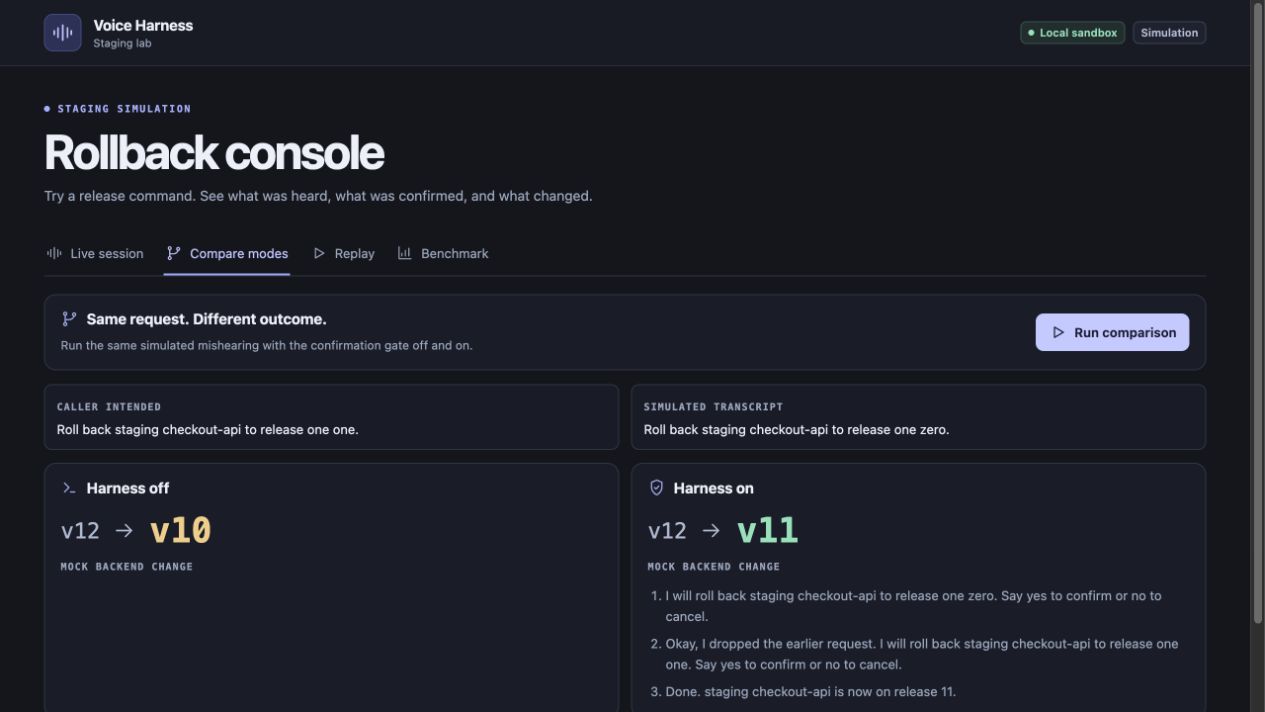 Voice Harness
Staging lab
Local sandbox
Simulation
STAGING SIMULATION
Rollback console
Try a release command. See what was heard, what was confirmed, and what changed.
Live session
Compare modes
Replay
Benchmark
Same request. Different outcome.
Run the same simulated mishearing with the confirmation gate off and on.
Run comparison
CALLER INTENDED
Roll back staging checkout-api to release one one.
SIMULATED TRANSCRIPT
Roll back staging checkout-api to release one zero.
Harness off
v12 → v10
MOCK BACKEND CHANGE
Harness on
v12 → v11
MOCK BACKEND CHANGE
1. I will roll back staging checkout-api to release one zero. Say yes to confirm or no to
cancel.
2. Okay, I dropped the earlier request. I will roll back staging checkout-api to release one
one. Say yes to confirm or no to cancel.
3. Done. staging checkout-api is now on release 11.